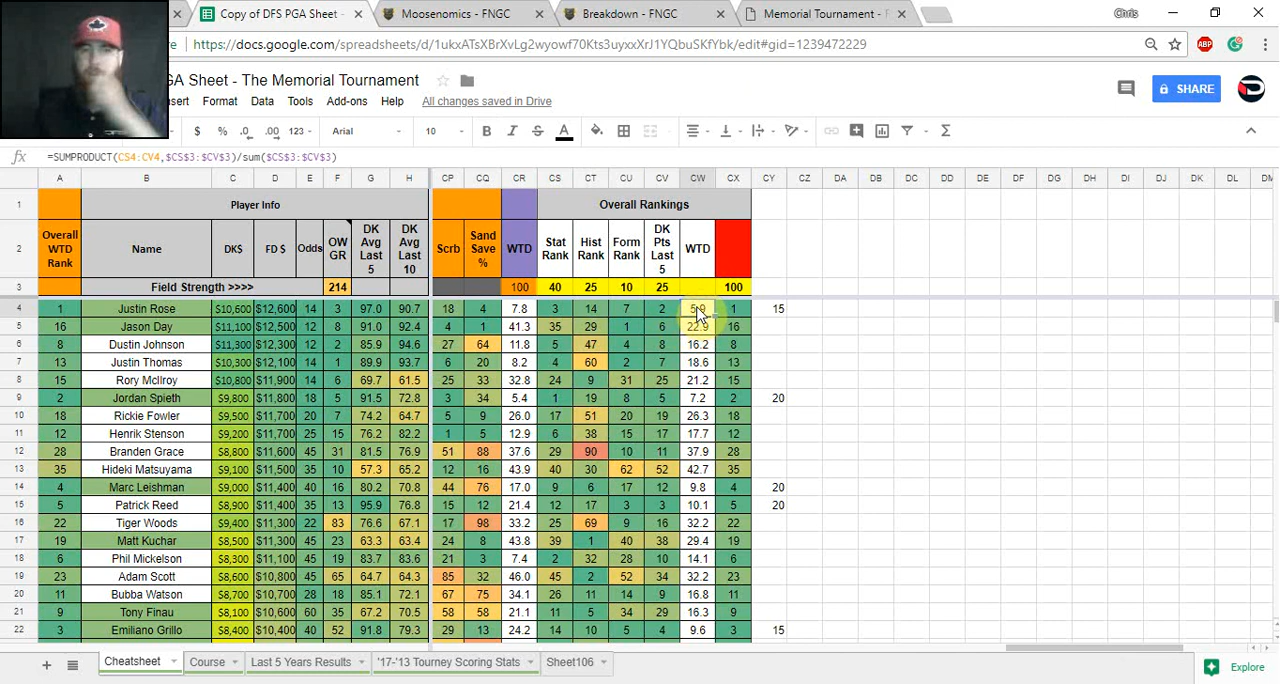 Copy of DFS PGA Sheet - × Moosenomics - FNGC × Breakdown - FNGC × Memorial Tournament - F × Chris
https://docs.google.com/spreadsheets/d/1ukxATsXBrXvLg2wyowf70Kts3uyxxXrJ1YQbuSKfYbk/edit#gid=1239472229 ABP
PGA Sheet - The Memorial Tournament
nsert Format Data Tools Add-ons Help All changes saved in Drive SHARE
$ % .0 .00 123 Arial 10 B I S A Σ
fx =SUMPRODUCT(CS4:CV4,$CS$3:$CV$3)/sum($CS$3:$CV$3)
A B C D E F G H CP CQ CR CS CT CU CV CW CX CY CZ DA DB DC DD DE DF DG DH DI DJ DK DL DM
1 Player Info Overall Rankings
2 Overall WTD Rank Name DK$ FD $ Odds OW GR DK Avg Last 5 DK Avg Last 10 Scrb Sand Save % WTD Stat Rank Hist Rank Form Rank DK Pts Last 5 WTD
3 Field Strength >>>> 214 100 40 25 10 25 100
4 1 Justin Rose $10,600 $12,600 14 3 97.0 90.7 18 4 7.8 3 14 7 2 1 15
5 16 Jason Day $11,100 $12,500 12 8 91.0 92.4 4 1 41.3 35 29 1 6 22.9 16
6 8 Dustin Johnson $11,300 $12,300 12 2 85.9 94.6 27 64 11.8 5 47 4 8 16.2 8
7 13 Justin Thomas $10,300 $12,100 14 1 89.9 93.7 6 20 8.2 4 60 2 7 18.6 13
8 15 Rory McIlroy $10,800 $11,900 14 6 69.7 61.5 25 33 32.8 24 9 31 25 21.2 15
9 2 Jordan Spieth $9,800 $11,800 18 5 91.5 72.8 3 34 5.4 1 19 8 5 7.2 2 20
10 18 Rickie Fowler $9,500 $11,700 20 7 74.2 64.7 5 9 26.0 17 51 20 19 26.3 18
11 12 Henrik Stenson $9,200 $11,700 25 15 76.2 82.2 1 5 12.9 6 38 15 17 17.7 12
12 28 Branden Grace $8,800 $11,600 45 31 81.5 76.9 51 88 37.6 29 90 10 11 37.9 28
13 35 Hideki Matsuyama $9,100 $11,500 35 10 57.3 65.2 12 16 43.9 40 30 62 52 42.7 35
14 4 Marc Leishman $9,000 $11,400 40 16 80.2 70.8 44 76 17.0 9 6 17 12 9.8 4 20
15 5 Patrick Reed $8,900 $11,400 35 13 95.9 76.8 15 12 21.4 12 17 3 3 10.1 5 20
16 22 Tiger Woods $9,400 $11,300 22 83 76.6 67.1 17 98 33.2 25 69 9 16 32.2 22
17 19 Matt Kuchar $8,500 $11,200 45 23 63.3 63.4 24 8 43.8 39 1 40 38 29.4 19
18 6 Phil Mickelson $8,300 $11,100 45 19 83.7 83.6 21 3 7.4 2 32 28 10 14.1 6
19 23 Adam Scott $8,600 $10,800 45 65 64.7 64.3 85 32 46.0 45 2 52 34 32.2 23
20 11 Bubba Watson $8,700 $10,700 28 18 85.1 72.1 67 75 34.1 26 11 14 9 16.8 11
21 9 Tony Finau $8,100 $10,600 60 35 67.2 70.5 58 58 21.1 11 5 34 29 16.3 9
22 3 Emiliano Grillo $8,400 $10,400 40 52 91.8 79.3 29 13 24.2 14 10 5 4 9.6 3 15
+ Cheatsheet Course Last 5 Years Results '17-'13 Tourney Scoring Stats Sheet106 Explore